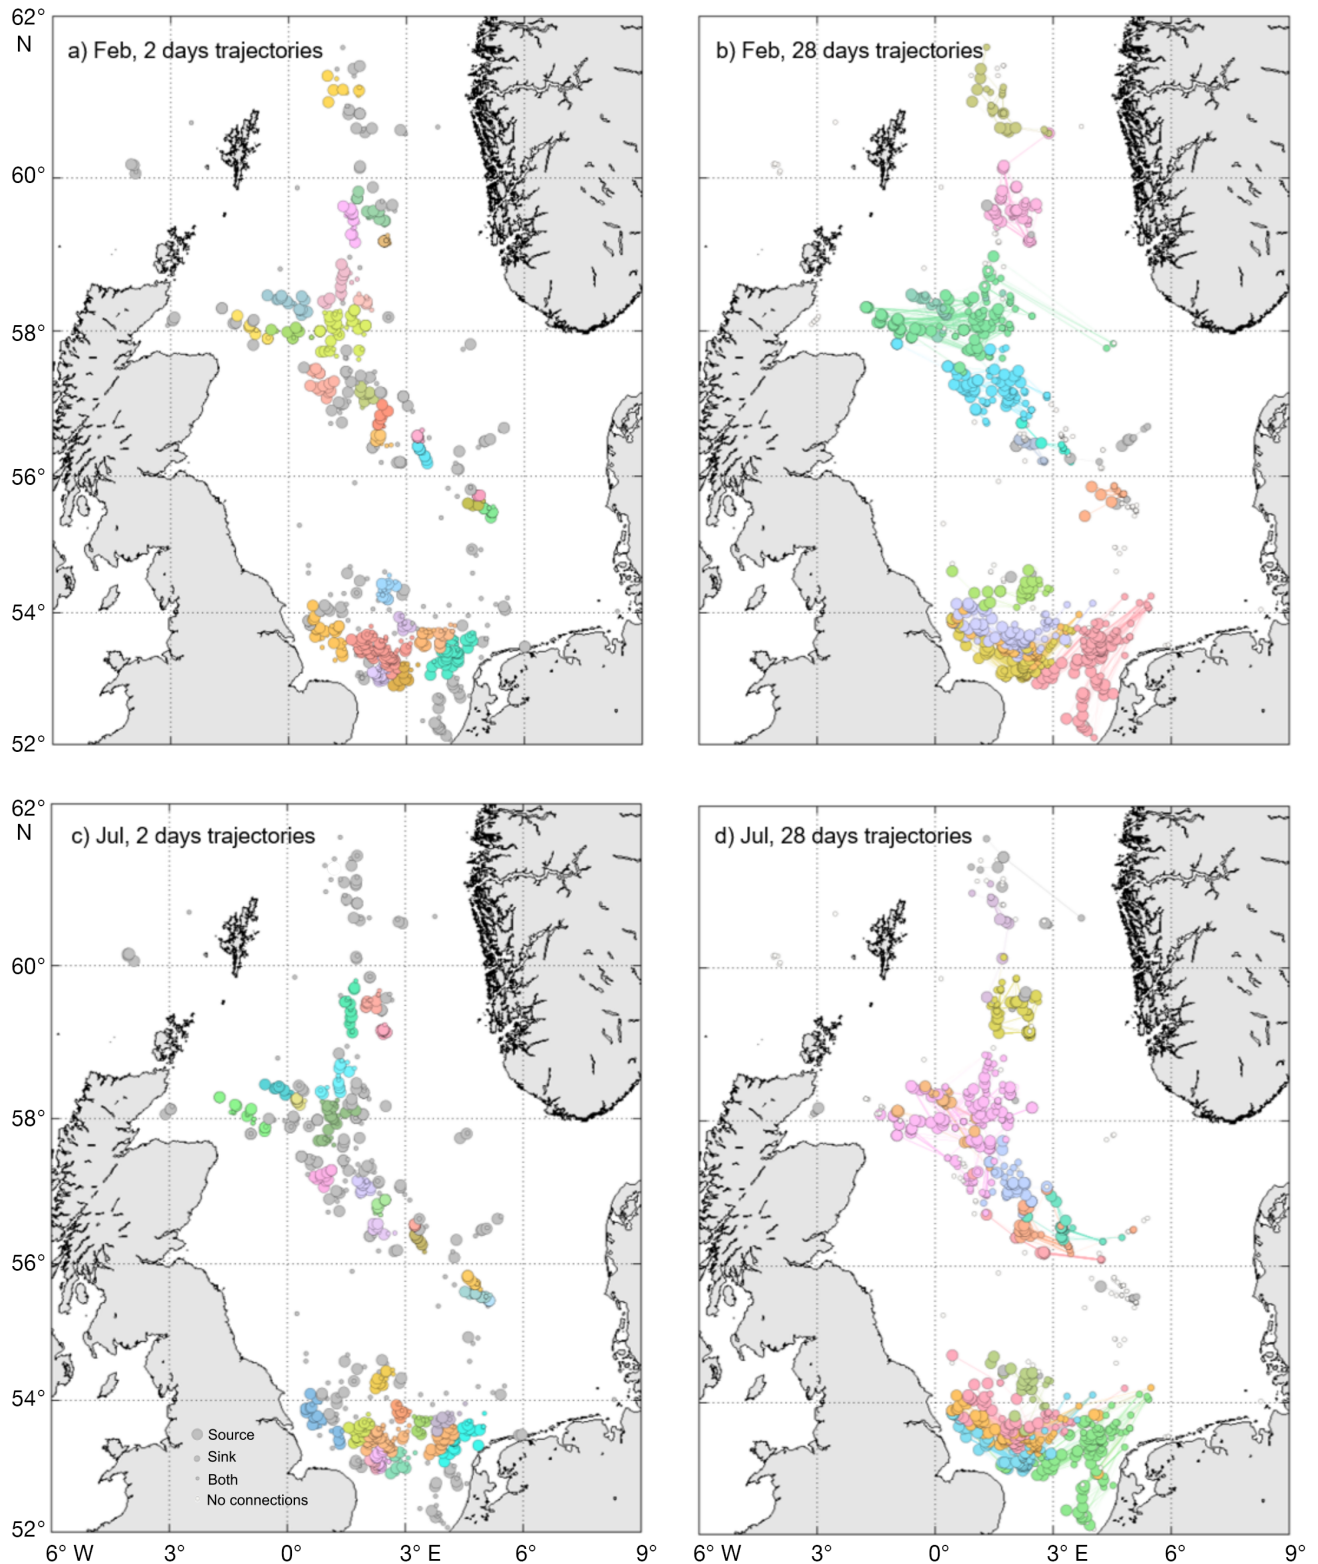 62°
N
a) Feb, 2 days trajectories
b) Feb, 28 days trajectories
60°
58°
56°
54°
52°
62°
N
c) Jul, 2 days trajectories
d) Jul, 28 days trajectories
60°
58°
56°
54°
Source
Sink
Both
No connections
52°
6° W 3° 0° 3° E 6° 9° 6° W 3° 0° 3° E 6° 9°